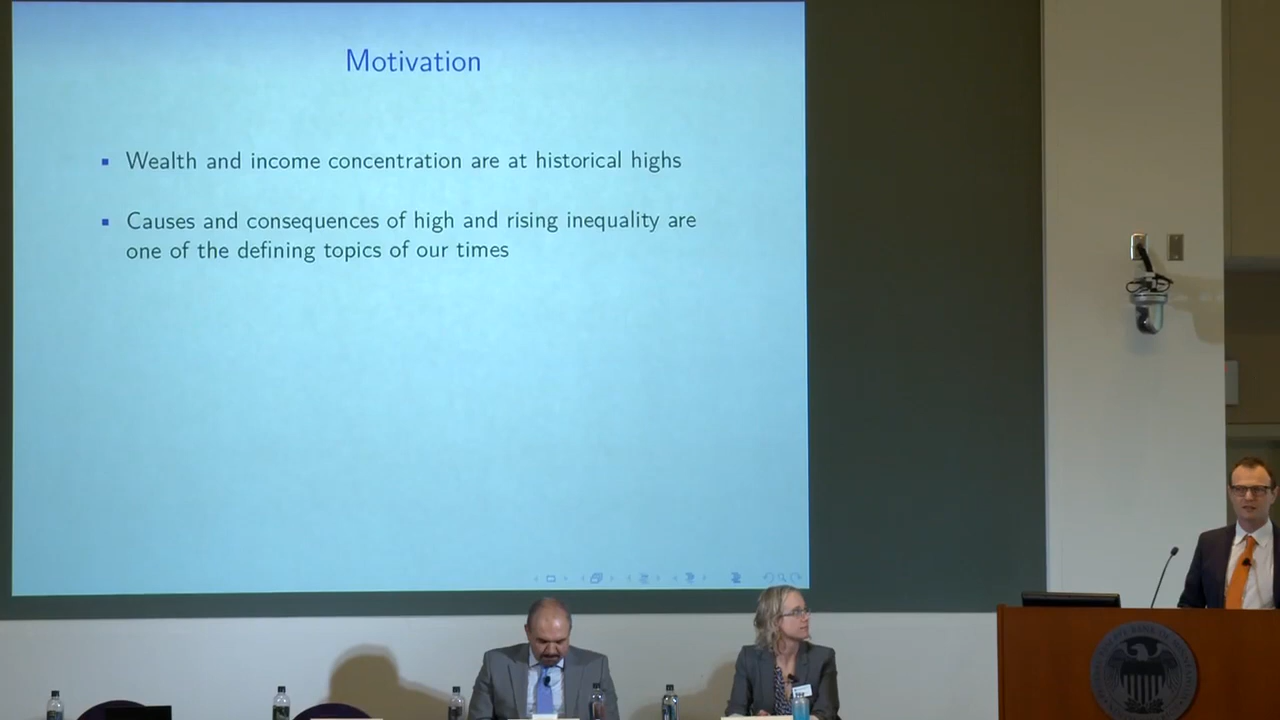 Motivation
Wealth and income concentration are at historical highs
Causes and consequences of high and rising inequality are
one of the defining topics of our times